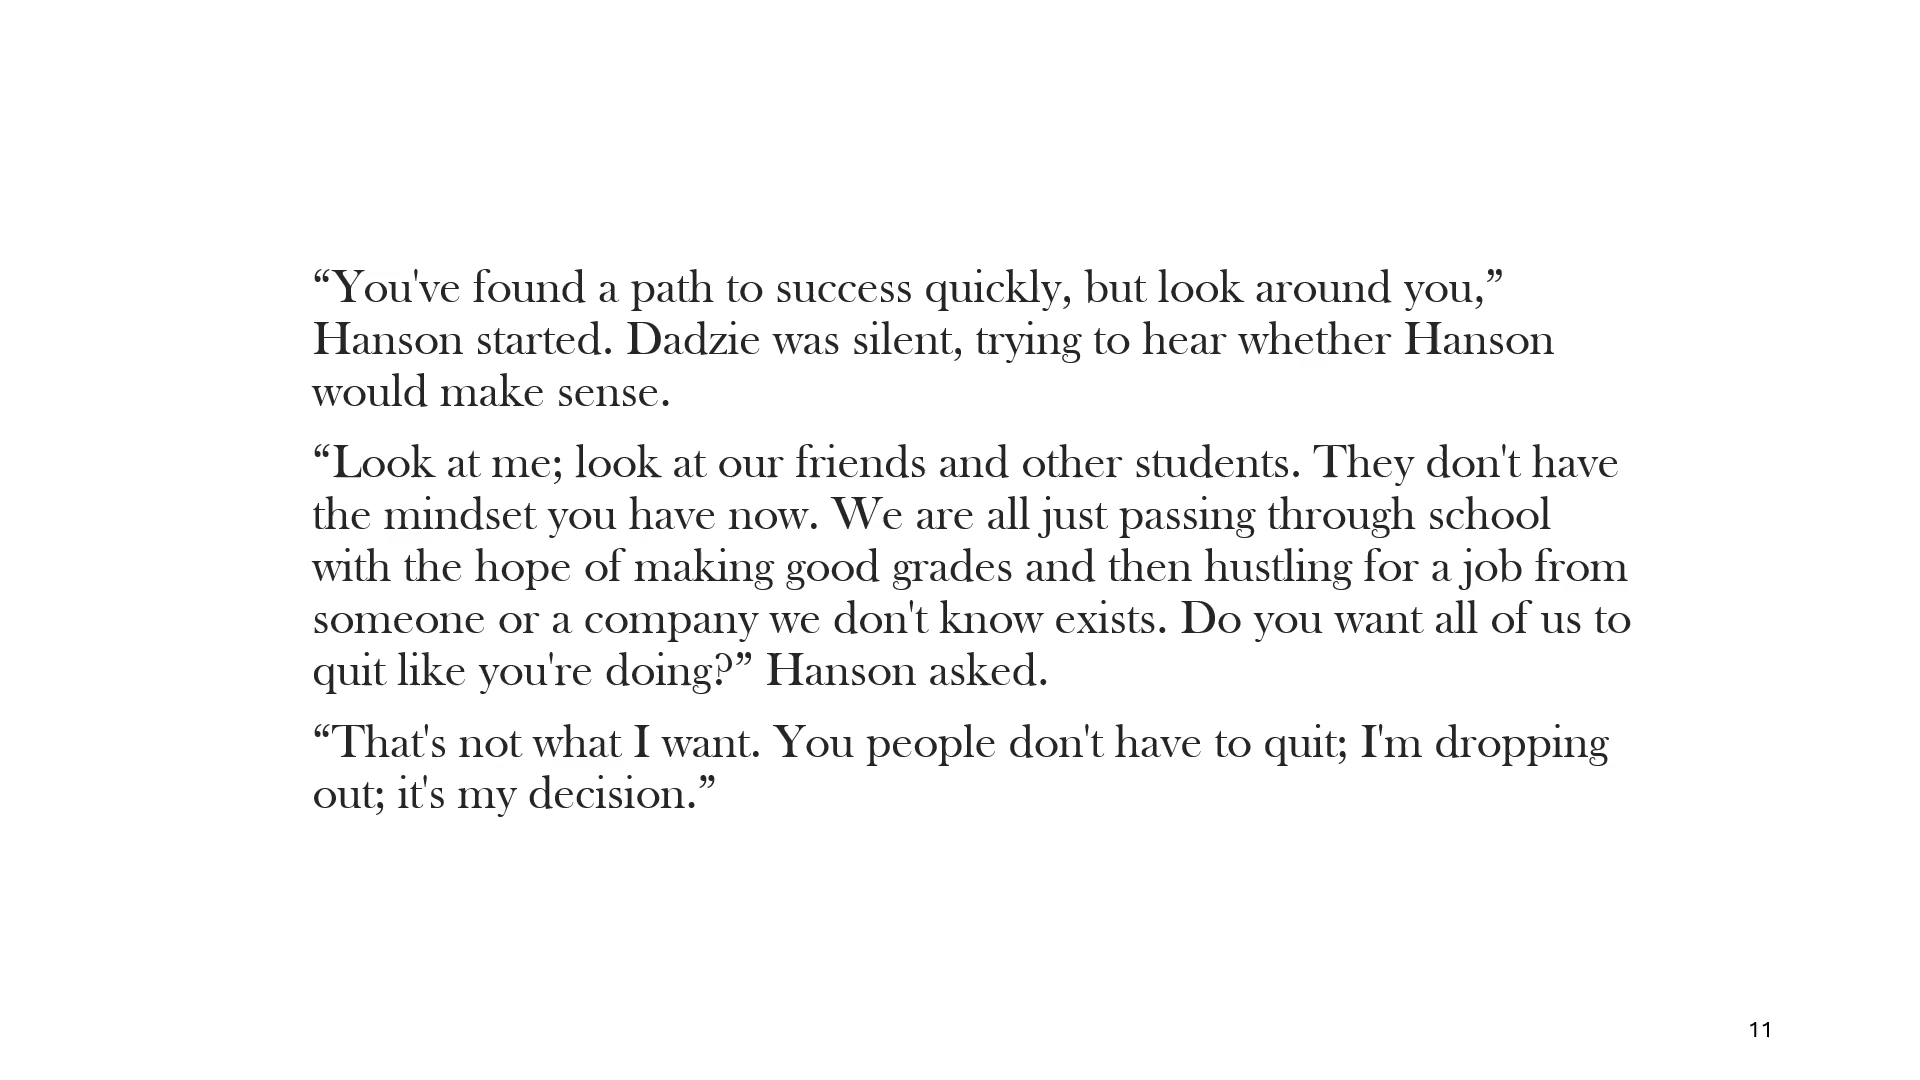 “You've found a path to success quickly, but look around you,”
Hanson started. Dadzie was silent, trying to hear whether Hanson
would make sense.
“Look at me; look at our friends and other students. They don't have
the mindset you have now. We are all just passing through school
with the hope of making good grades and then hustling for a job from
someone or a company we don't know exists. Do you want all of us to
quit like you're doing?” Hanson asked.
“That's not what I want. You people don't have to quit; I'm dropping
out; it's my decision.”
11